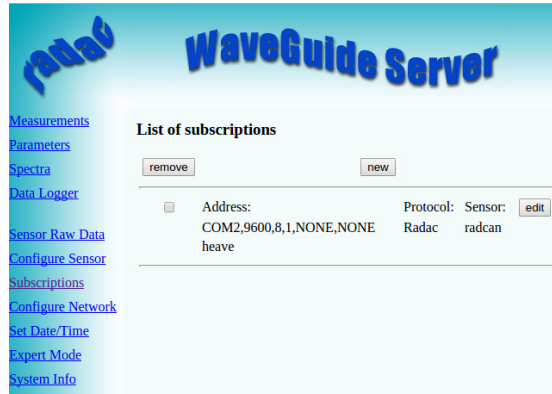 radac
WaveGuide Server
Measurements
Parameters
Spectra
Data Logger
Sensor Raw Data
Configure Sensor
Subscriptions
Configure Network
Set Date/Time
Expert Mode
System Info
List of subscriptions
remove new
Address: Protocol: Sensor: edit
COM2,9600,8,1,NONE,NONE Radac radcan
heave